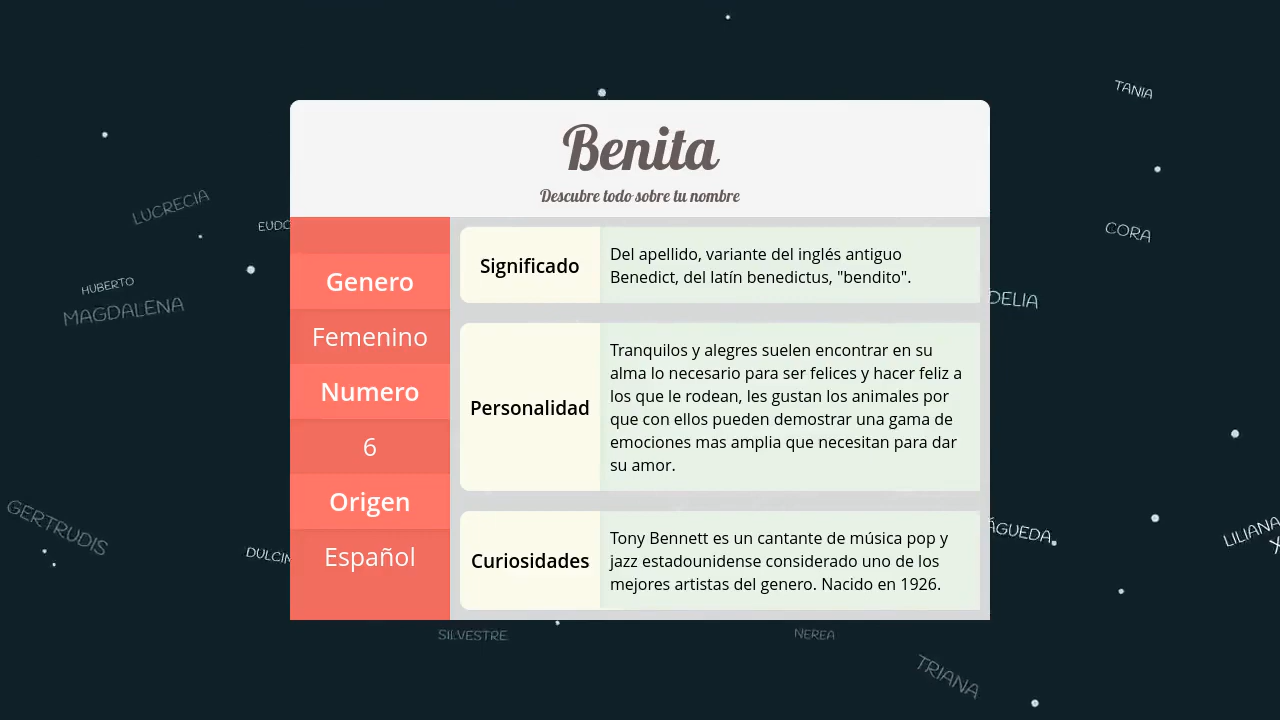 TANIA
Benita
Descubre todo sobre tu nombre
LUCRECIA
CORA
HUBERTO
MAGDALENA
Genero
Femenino
Numero
6
Origen
Español
Significado
Del apellido, variante del inglés antiguo
Benedict, del latín benedictus, "bendito".
Personalidad
Tranquilos y alegres suelen encontrar en su
alma lo necesario para ser felices y hacer feliz a
los que le rodean, les gustan los animales por
que con ellos pueden demostrar una gama de
emociones mas amplia que necesitan para dar
su amor.
Curiosidades
Tony Bennett es un cantante de música pop y
jazz estadounidense considerado uno de los
mejores artistas del genero. Nacido en 1926.
GERTRUDIS
ÁGUEDA
LILIANA
SILVESTRE
NEREA
TRIANA